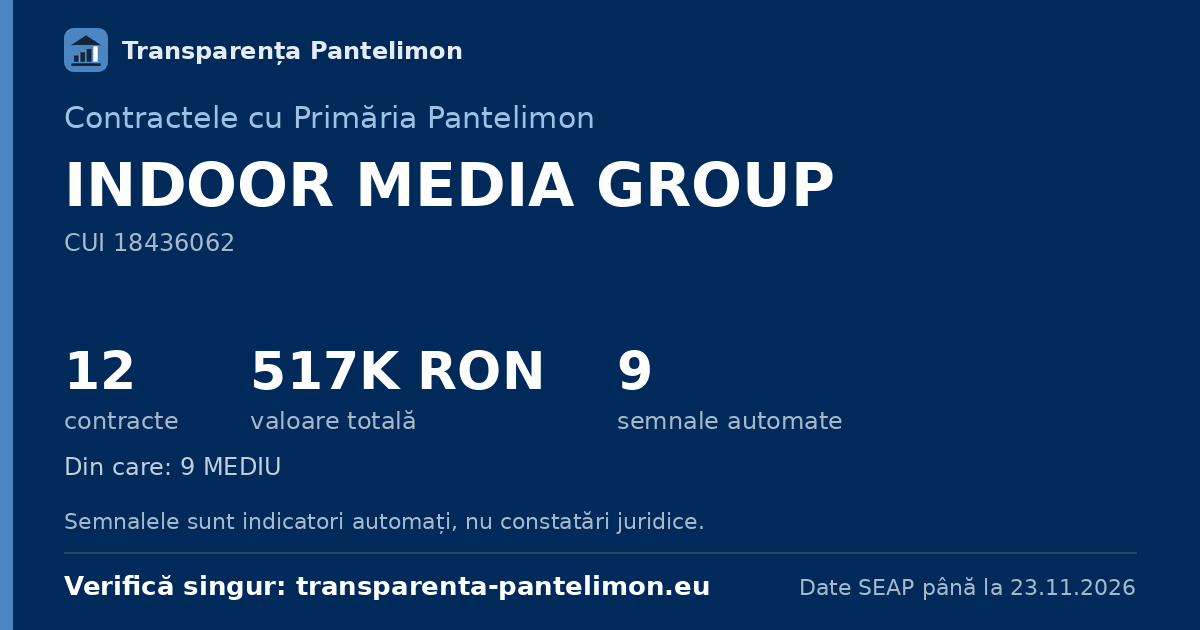 Transparența Pantelimon
Contractele cu Primăria Pantelimon
INDOOR MEDIA GROUP
CUI 18436062
12 517K RON 9
contracte valoare totală semnale automate
Din care: 9 MEDIU
Semnalele sunt indicatori automați, nu constatări juridice.
Verifică singur: transparenta-pantelimon.eu Date SEAP până la 23.11.2026